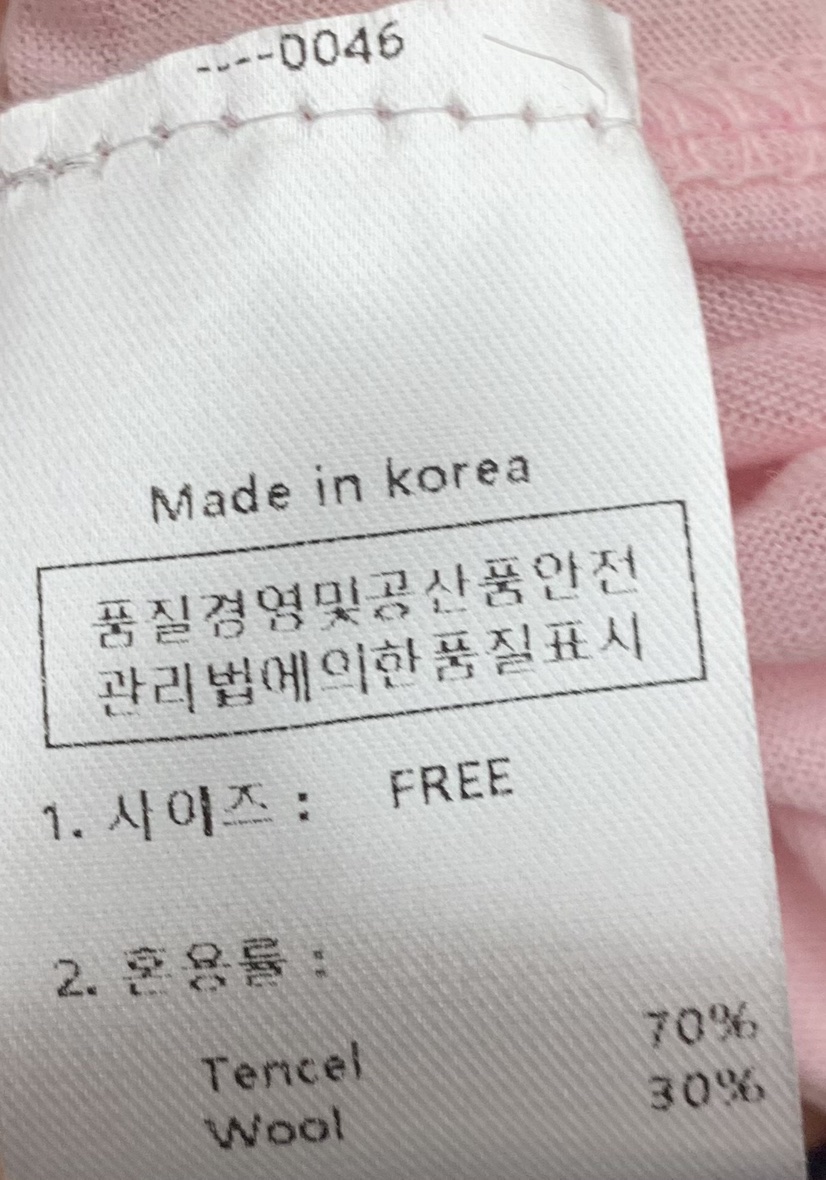 ----0046
Made in korea
품질경영및공산품안전
관리법에의한품질표시
1. 사이즈 : FREE
2. 혼용률 :
Tencel 70%
Wool 30%